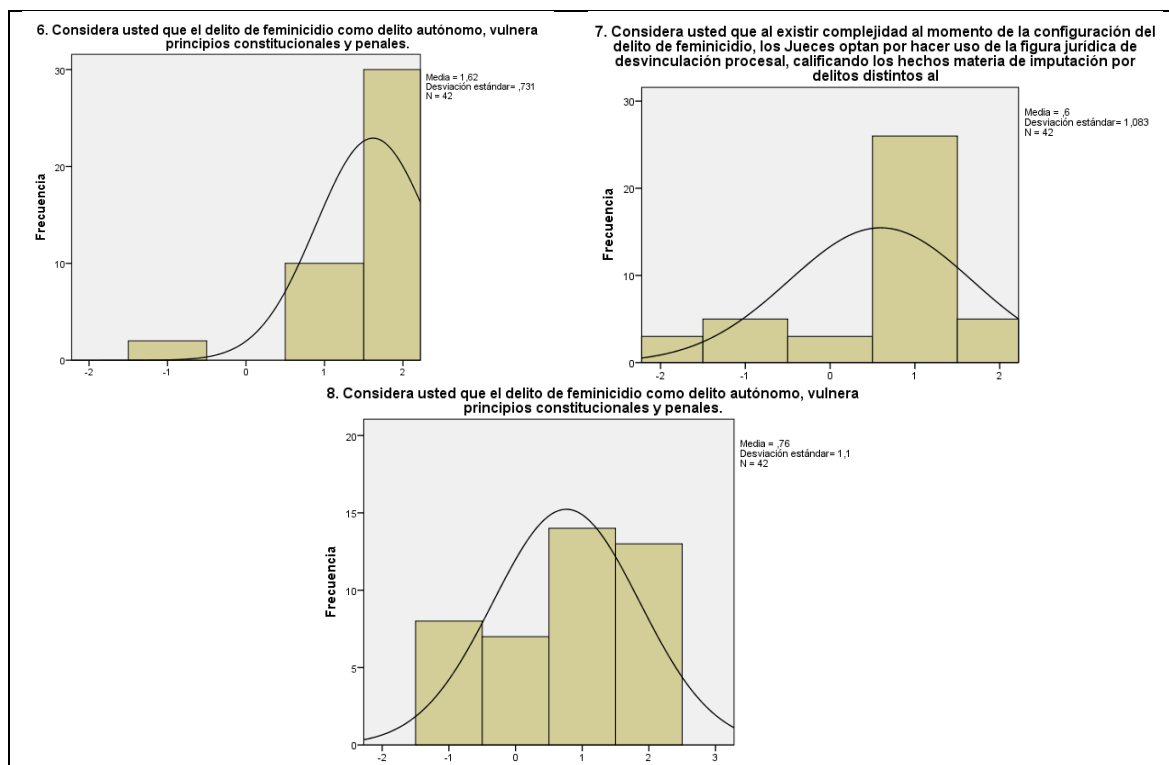 6. Considera usted que el delito de feminicidio como delito autónomo, vulnera
principios constitucionales y penales.
30
20
10
0
Frecuencia
-2 -1 0 1 2
Media = 1,62
Desviación estándar= ,731
N = 42
7. Considera usted que al existir complejidad al momento de la configuración del
delito de feminicidio, los Jueces optan por hacer uso de la figura jurídica de
desvinculación procesal, calificando los hechos materia de imputación por
delitos distintos al
30
20
10
0
Frecuencia
-2 -1 0 1 2
Media = ,6
Desviación estándar= 1,083
N = 42
8. Considera usted que el delito de feminicidio como delito autónomo, vulnera
principios constitucionales y penales.
20
15
10
5
0
Frecuencia
-2 -1 0 1 2 3
Media = ,76
Desviación estándar= 1,1
N = 42